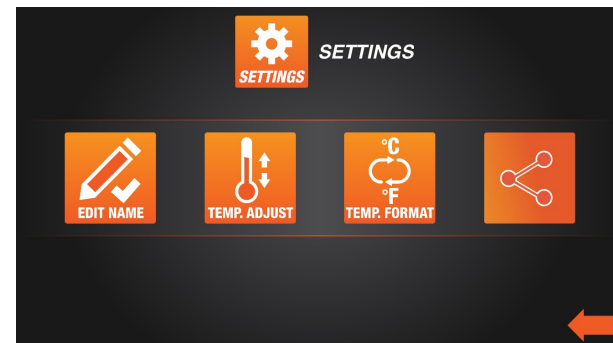 SETTINGS
SETTINGS
EDIT NAME
TEMP. ADJUST
°C
°F
TEMP. FORMAT